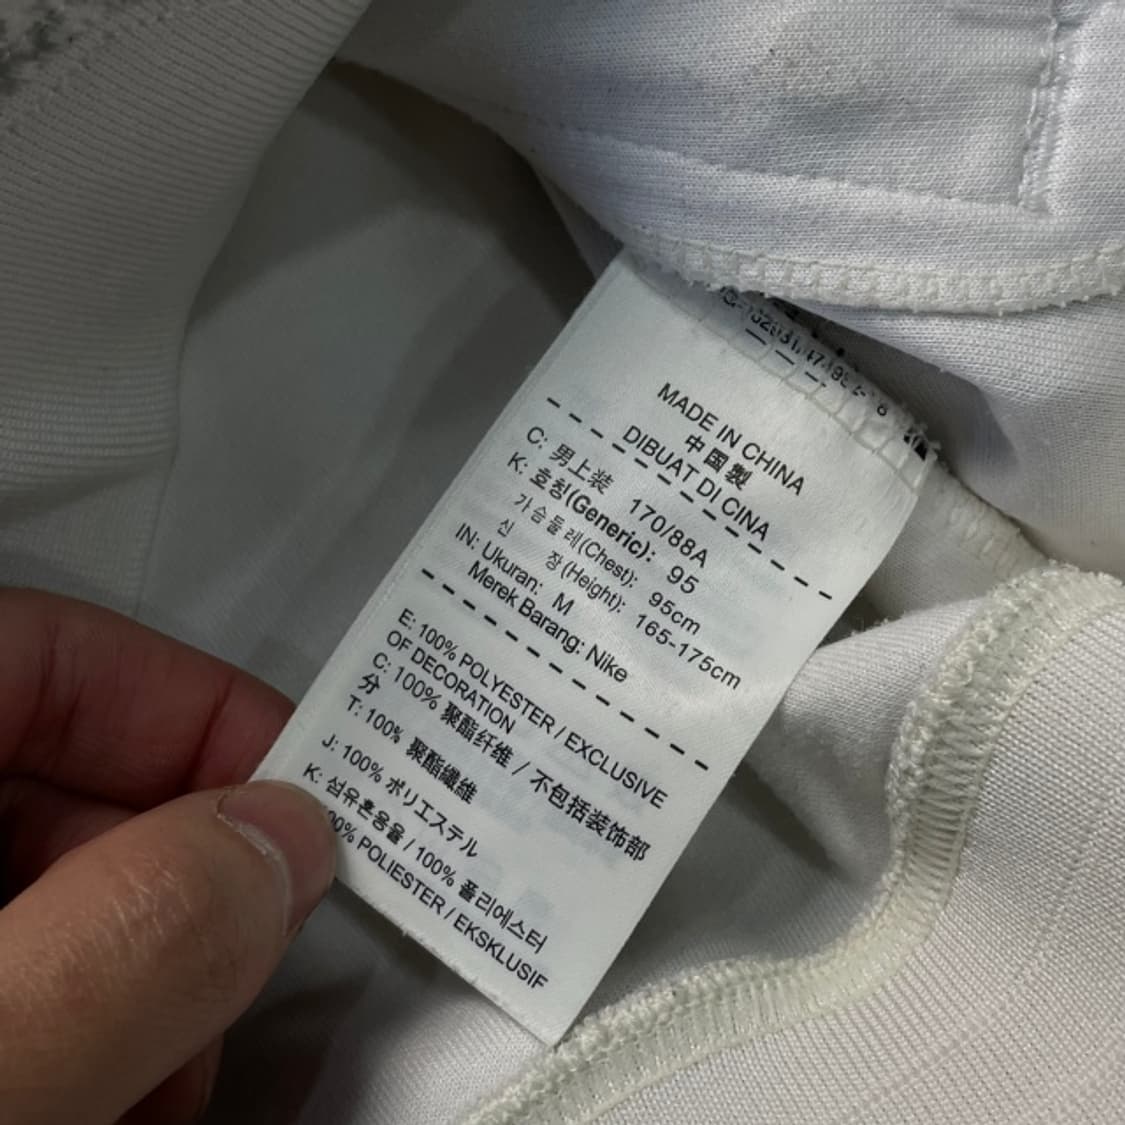 MADE IN CHINA
中国製
DIBUAT DI CINA
C: 男上装 170/88A
K: 호칭(Generic): 95
가슴둘레(Chest): 95cm
신 장(Height): 165-175cm
IN: Ukuran: M
Merek Barang: Nike
E: 100% POLYESTER / EXCLUSIVE
OF DECORATION
C: 100% 聚酯纤维 / 不包括装饰部
分
T: 100% 聚酯纖維
J: 100% ポリエステル
K: 섬유혼용율 / 100% 폴리에스터
POLIESTER / EKSKLUSIF